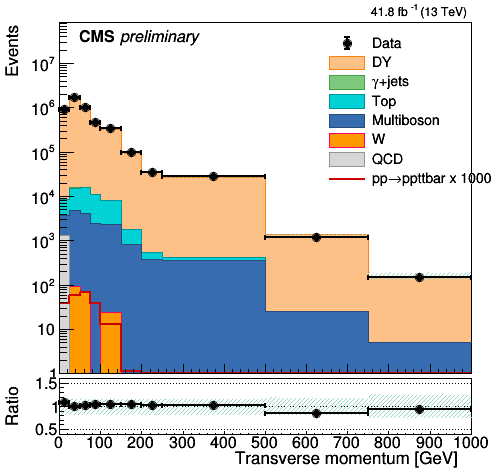 41.8 fb⁻¹ (13 TeV)
CMS preliminary
Events
10⁷
10⁶
10⁵
10⁴
10³
10²
10
1
Data
DY
γ+jets
Top
Multiboson
W
QCD
pp→ppttbar x 1000
Ratio
1.5
1
0.5
0 100 200 300 400 500 600 700 800 900 1000
Transverse momentum [GeV]